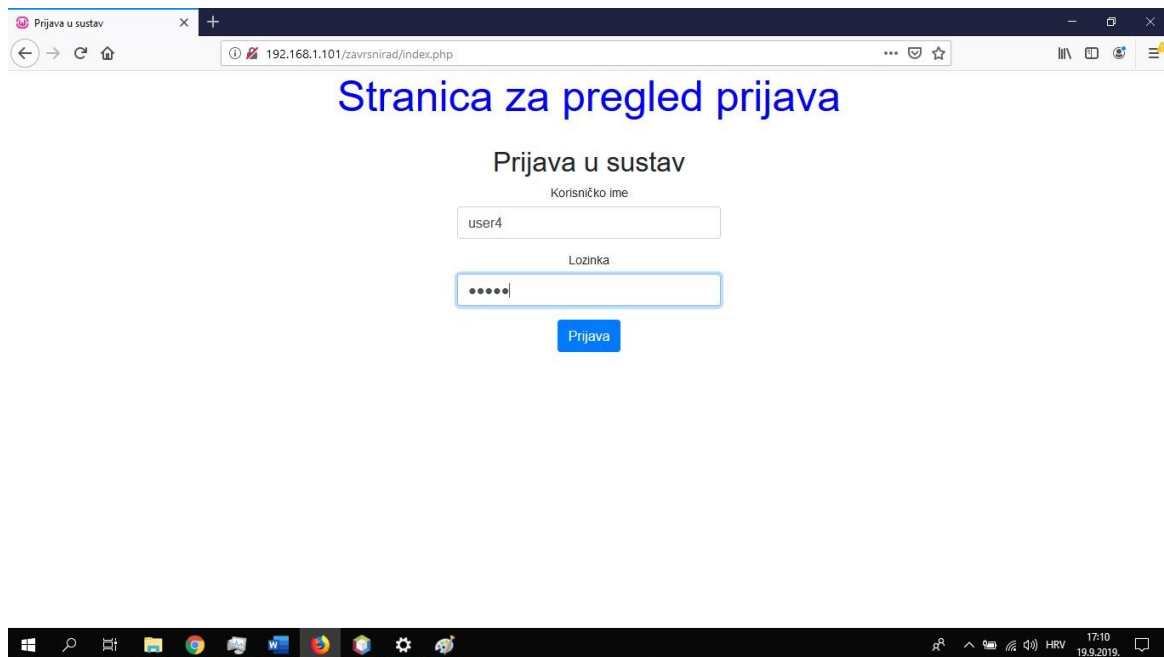 Prijava u sustav
192.168.1.101/zavrsnirad/index.php
Stranica za pregled prijava
Prijava u sustav
Korisničko ime
user4
Lozinka
•••••
Prijava
HRV
17:10
19.9.2019.